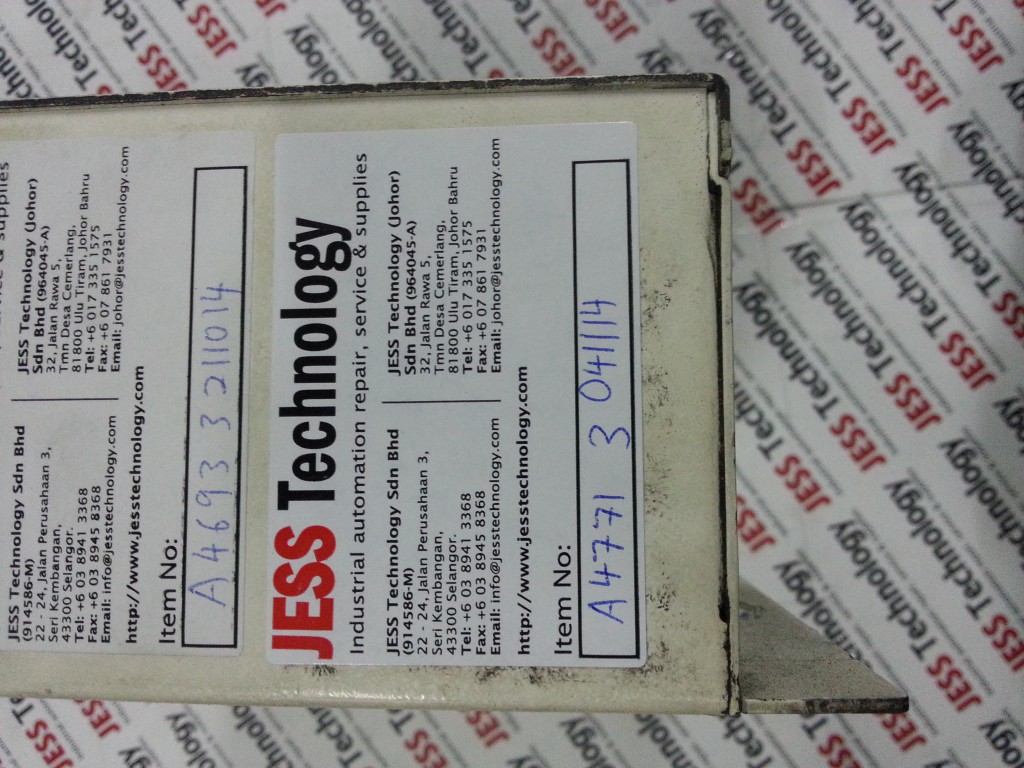 service & supplies
JESS Technology Sdn Bhd
(914586-M)
22 - 24, Jalan Perusahaan 3,
Seri Kembangan,
43300 Selangor.
Tel: +6 03 8941 3368
Fax: +6 03 8945 8368
Email: info@jesstechnology.com
JESS Technology (Johor)
Sdn Bhd (964045-A)
32, Jalan Rawa 5,
Tmn Desa Cemerlang,
81800 Ulu Tiram, Johor Bahru
Tel: +6 017 335 1575
Fax: +6 07 861 7931
Email: johor@jesstechnology.com
http://www.jesstechnology.com
Item No:
A4693 3 211014
JESS Technology
Industrial automation repair, service & supplies
JESS Technology Sdn Bhd
(914586-M)
22 - 24, Jalan Perusahaan 3,
Seri Kembangan,
43300 Selangor.
Tel: +6 03 8941 3368
Fax: +6 03 8945 8368
Email: info@jesstechnology.com
JESS Technology (Johor)
Sdn Bhd (964045-A)
32, Jalan Rawa 5,
Tmn Desa Cemerlang,
81800 Ulu Tiram, Johor Bahru
Tel: +6 017 335 1575
Fax: +6 07 861 7931
Email: johor@jesstechnology.com
http://www.jesstechnology.com
Item No:
A4771 3 041114
JESS Technology